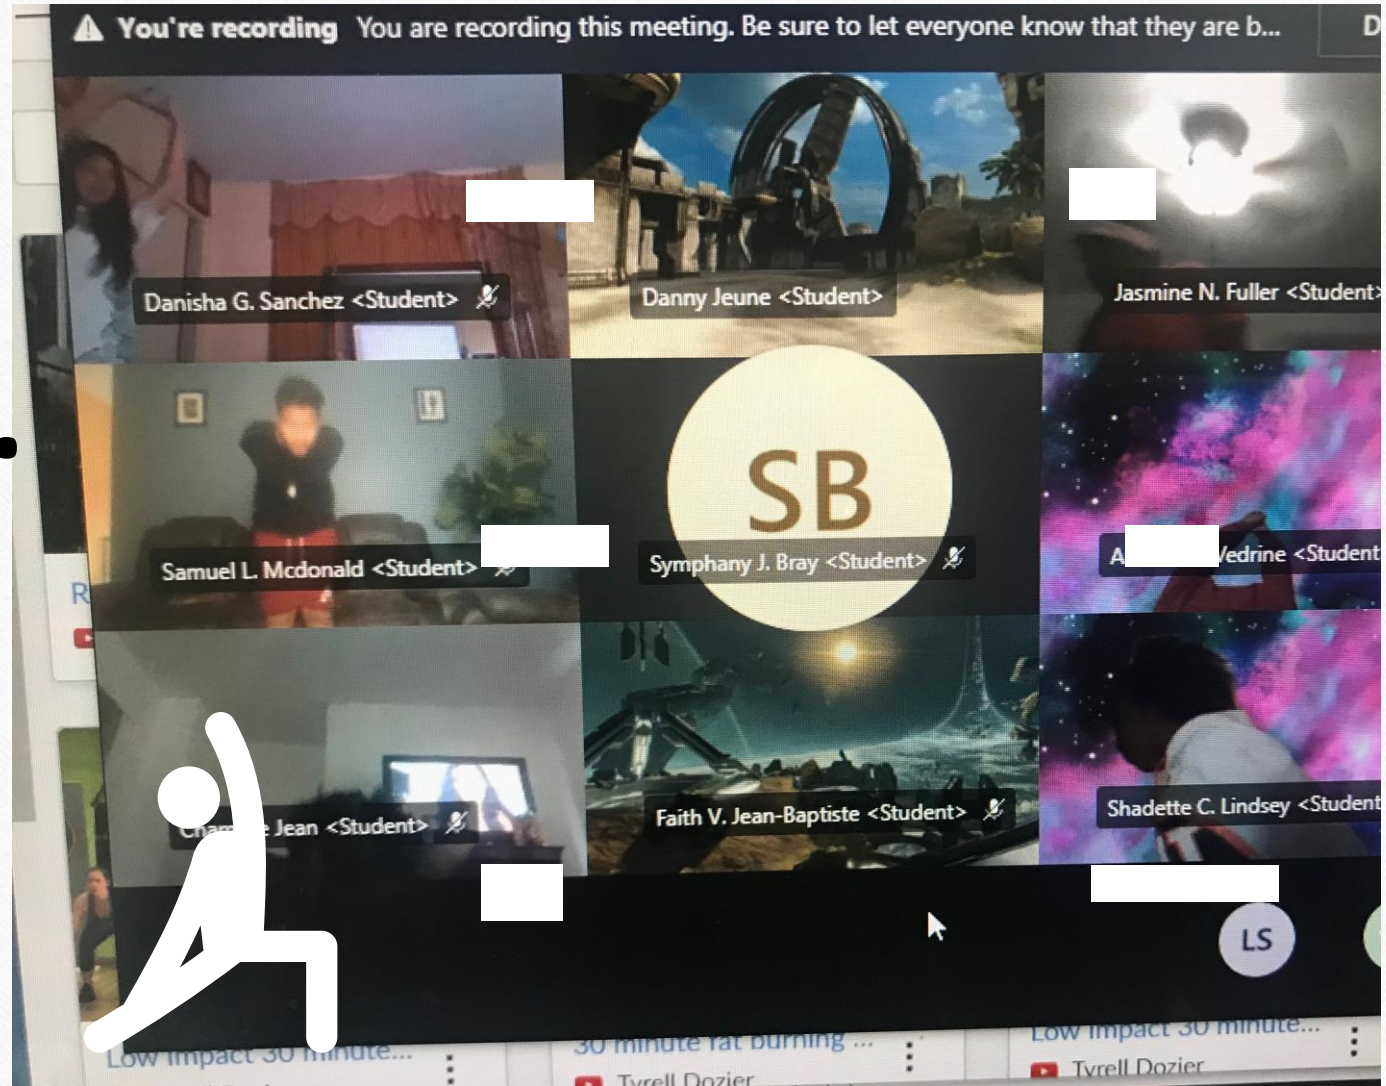 You're recording You are recording this meeting. Be sure to let everyone know that they are b... D
Danisha G. Sanchez <Student>
Danny Jeune <Student>
Jasmine N. Fuller <Student>
SB
Samuel L. Mcdonald <Student>
Symphany J. Bray <Student>
A Vedrine <Student
R
Jean <Student>
Faith V. Jean-Baptiste <Student>
Shadette C. Lindsey <Student
LS
Low Impact 30 minute...
30 minute fat burning ...
Low Impact 30 minute...
Tyrell Dozier
Tyrell Dozier